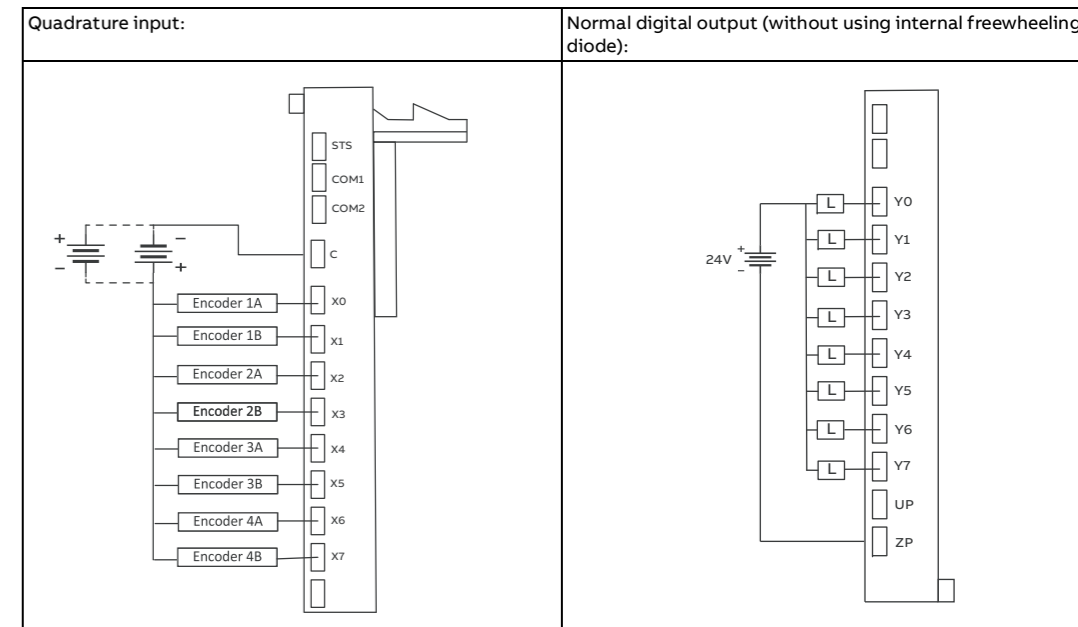 Quadrature input:
Normal digital output (without using internal freewheeling
diode):
STS
COM1
COM2
C
+
-
-
+
Encoder 1A
X0
Encoder 1B
X1
Encoder 2A
X2
Encoder 2B
X3
Encoder 3A
X4
Encoder 3B
X5
Encoder 4A
X6
Encoder 4B
X7
L
Y0
L
Y1
24V
+
-
L
Y2
L
Y3
L
Y4
L
Y5
L
Y6
L
Y7
UP
ZP